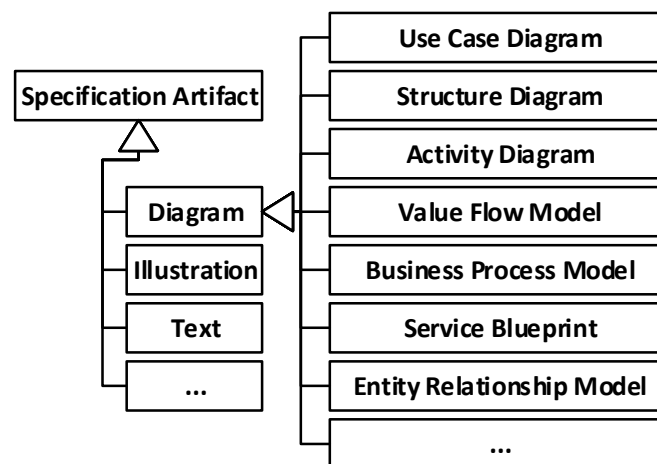 Specification Artifact
Diagram
Illustration
Text
...
Use Case Diagram
Structure Diagram
Activity Diagram
Value Flow Model
Business Process Model
Service Blueprint
Entity Relationship Model
...